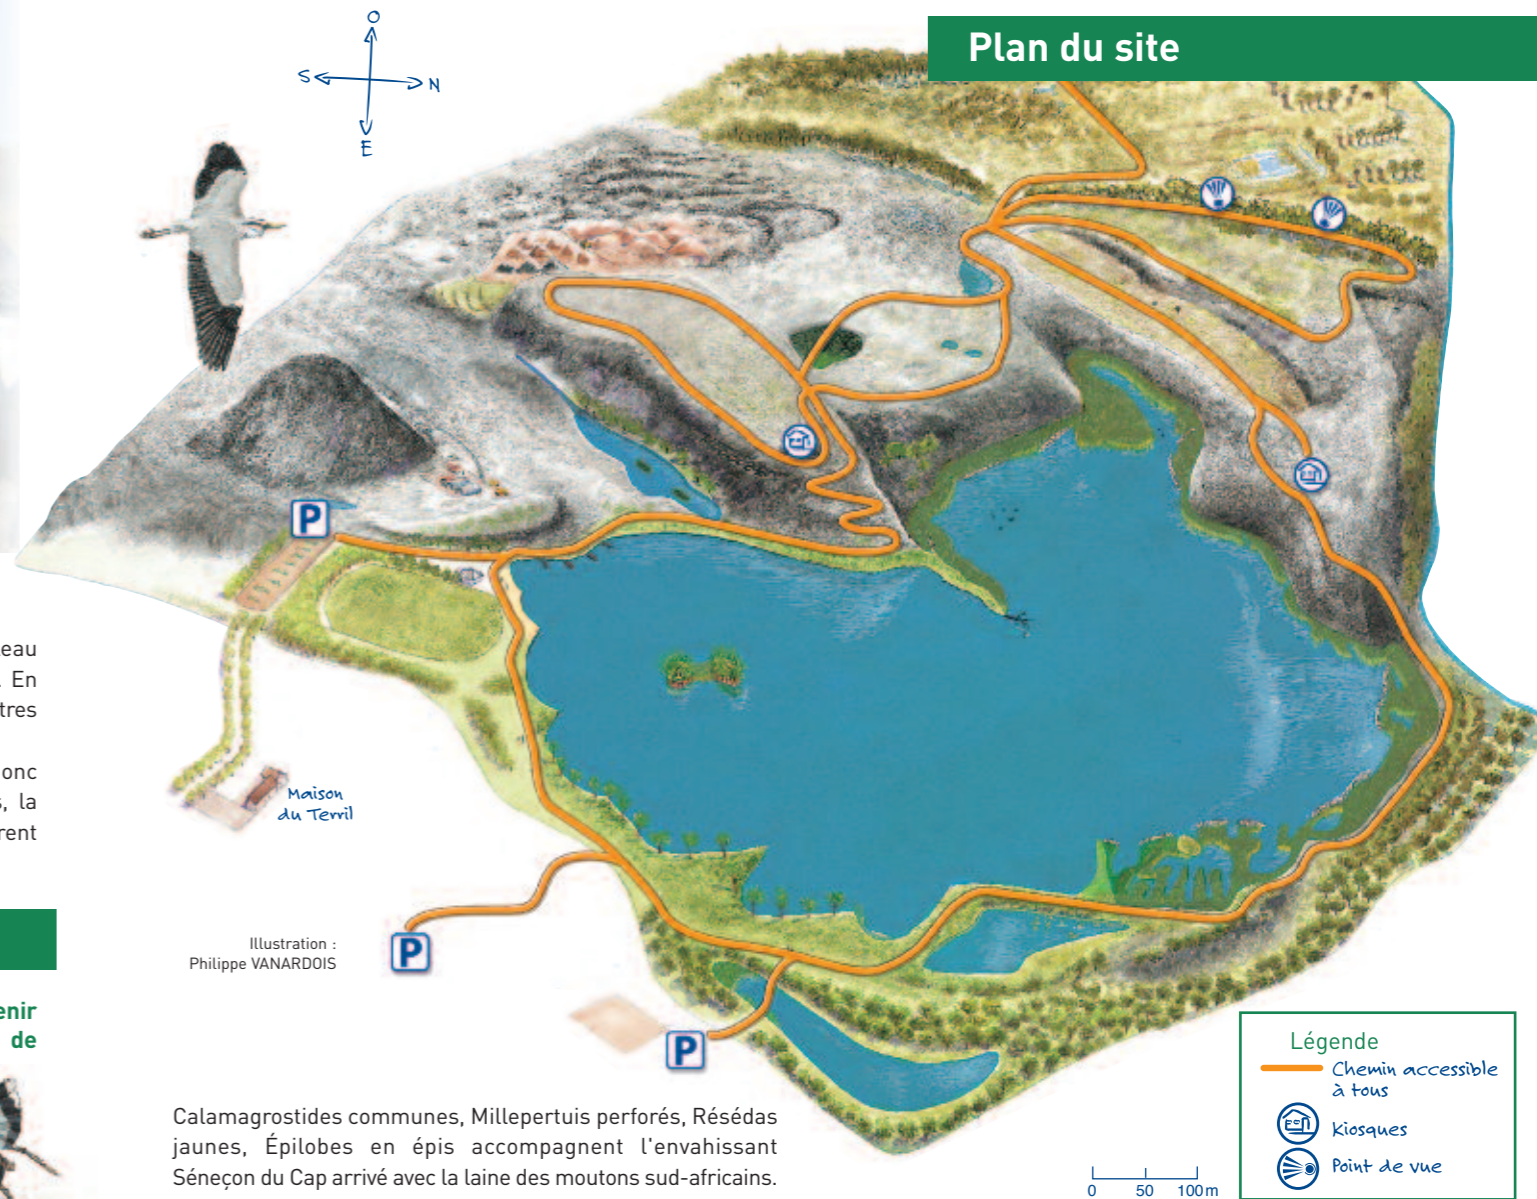 Plan du site
O
S
N
E
P
eau
. En
tres
onc
s, la
rent
Maison
du Terril
Illustration :
Philippe VANARDOIS
P
P
enir
de
Calamagrostides communes, Millepertuis perforés, Résédas
jaunes, Épilobes en épis accompagnent l'envahissant
Séneçon du Cap arrivé avec la laine des moutons sud-africains.
Légende
Chemin accessible
à tous
Kiosques
Point de vue
0 50 100 m